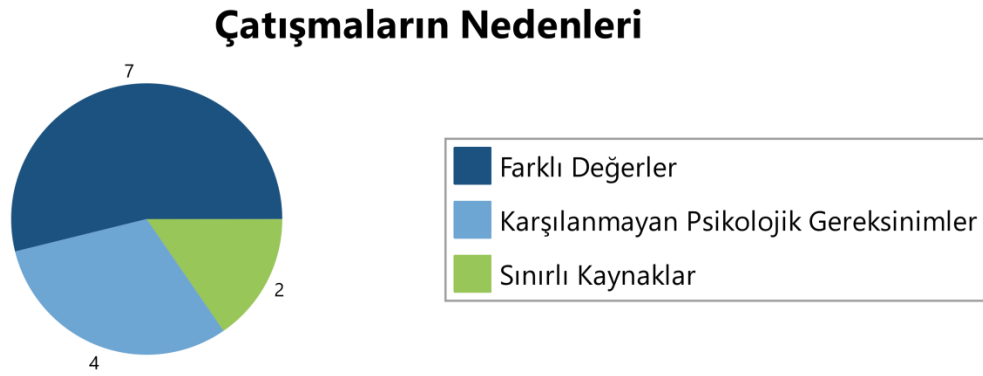 Çatışmaların Nedenleri
7
Farklı Değerler
Karşılanmayan Psikolojik Gereksinimler
Sınırlı Kaynaklar
2
4